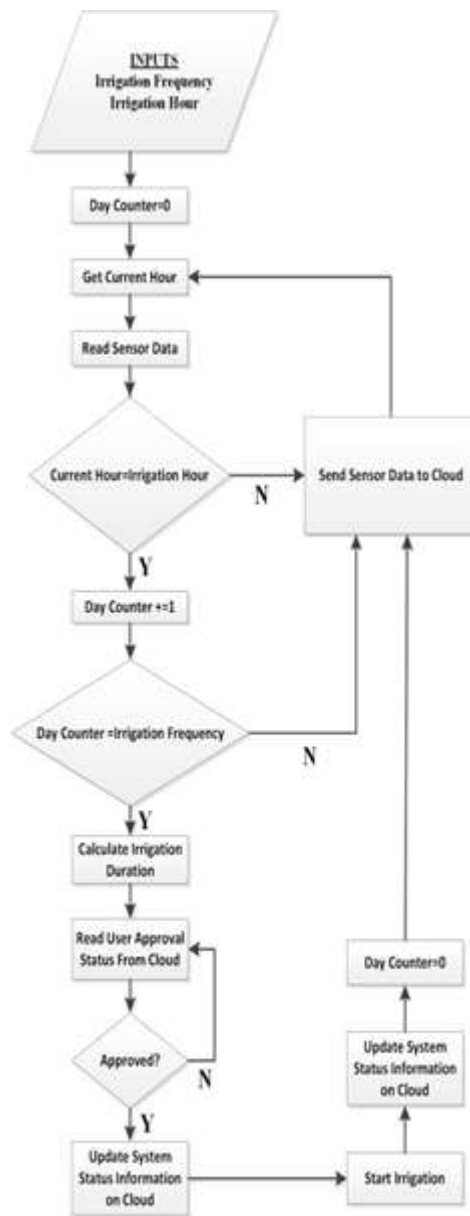 INPUTS
Irrigation Frequency
Irrigation Hour
Day Counter=0
Get Current Hour
Read Sensor Data
Current Hour=Irrigation Hour
N
Send Sensor Data to Cloud
Y
Day Counter +=1
Day Counter =Irrigation Frequency
N
Y
Calculate Irrigation
Duration
Read User Approval
Status From Cloud
Approved?
N
Y
Update System
Status Information
on Cloud
Start Irrigation
Update System
Status Information
on Cloud
Day Counter=0